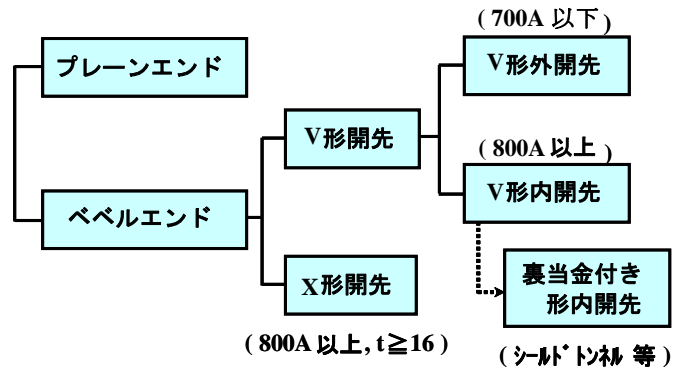 ( 700A 以下 )
プレーンエンド
V形外開先
V形開先
( 800A 以上 )
ベベルエンド
V形内開先
X形開先
裏当金付き
形内開先
( 800A 以上, t≧16 )
( ｼｰﾙﾄﾞﾄﾝﾈﾙ 等 )